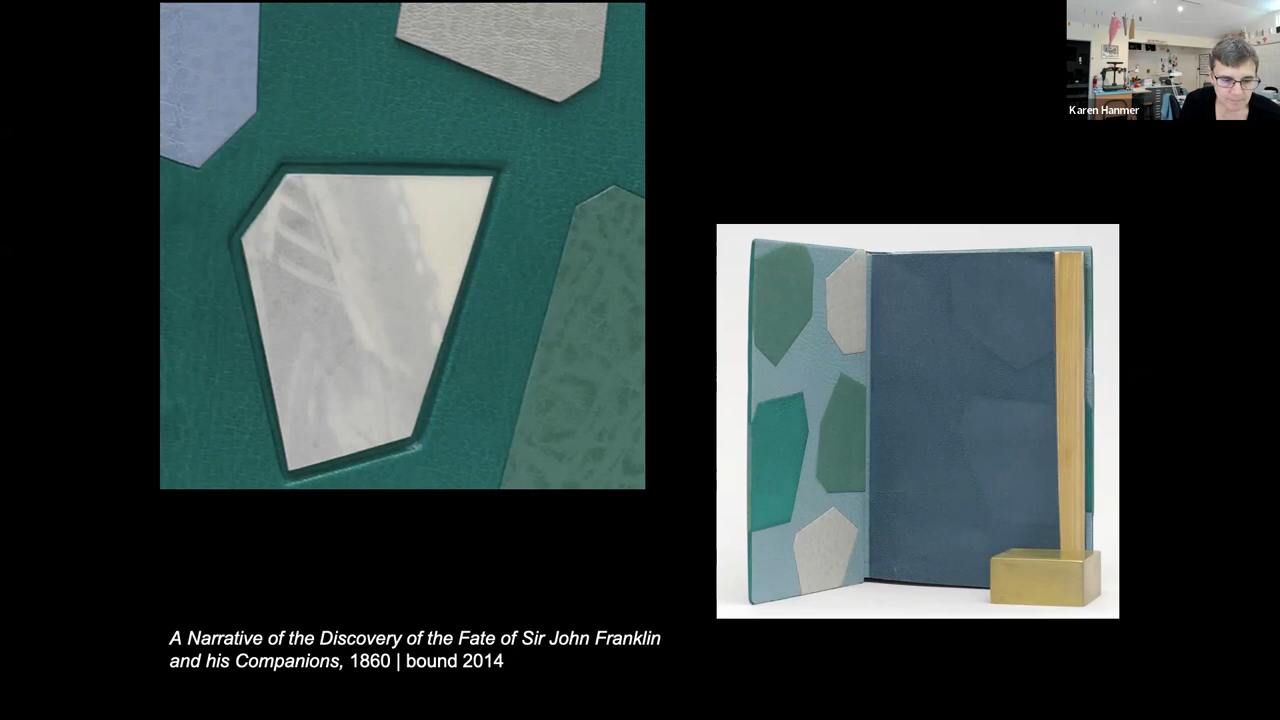 Karen Hanmer
A Narrative of the Discovery of the Fate of Sir John Franklin
and his Companions, 1860 | bound 2014